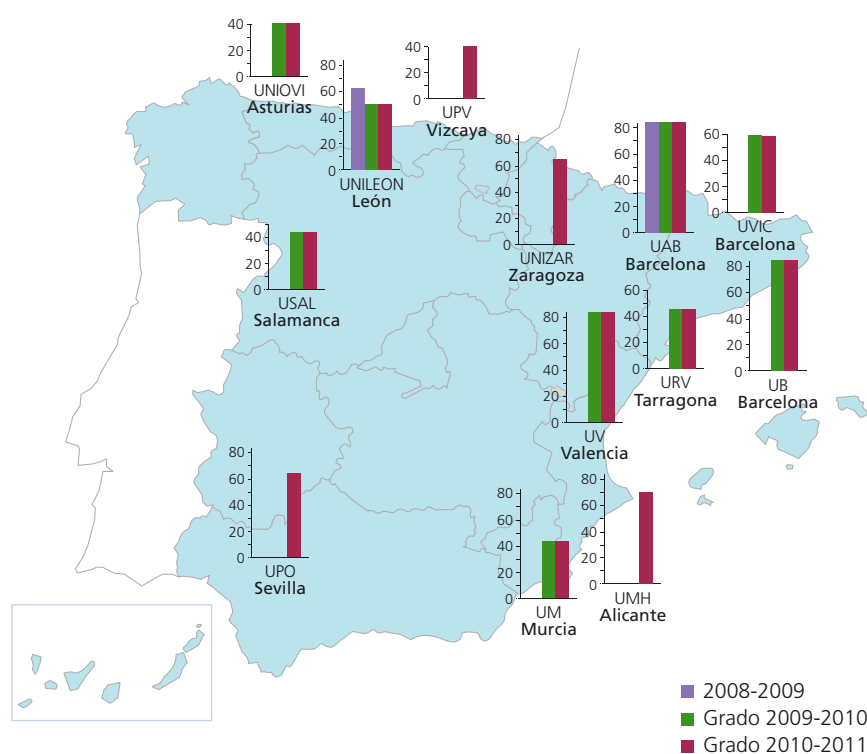 40
20
0
UNIOVI
Asturias
80
60
40
20
0
UNILEON
León
40
20
0
UPV
Vizcaya
80
60
40
20
0
UNIZAR
Zaragoza
80
60
40
20
0
UAB
Barcelona
60
40
20
0
UVIC
Barcelona
40
20
0
USAL
Salamanca
80
60
40
20
0
UV
Valencia
60
40
20
0
URV
Tarragona
80
60
40
20
0
UB
Barcelona
80
60
40
20
0
UPO
Sevilla
80
60
40
20
0
UM
Murcia
80
60
40
20
0
UMH
Alicante
2008-2009
Grado 2009-2010
Grado 2010-2011